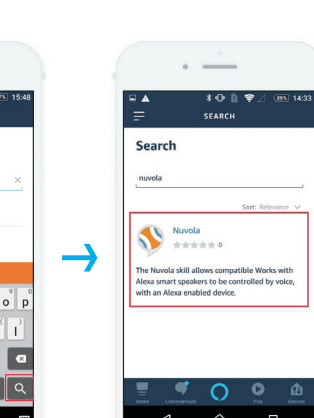 15:48
o p
l
85% 14:33
SEARCH
Search
nuvola
Sort: Relevance
Nuvola
0
The Nuvola skill allows compatible Works with
Alexa smart speakers to be controlled by voice,
with an Alexa enabled device.
Home Communicate Play Devices